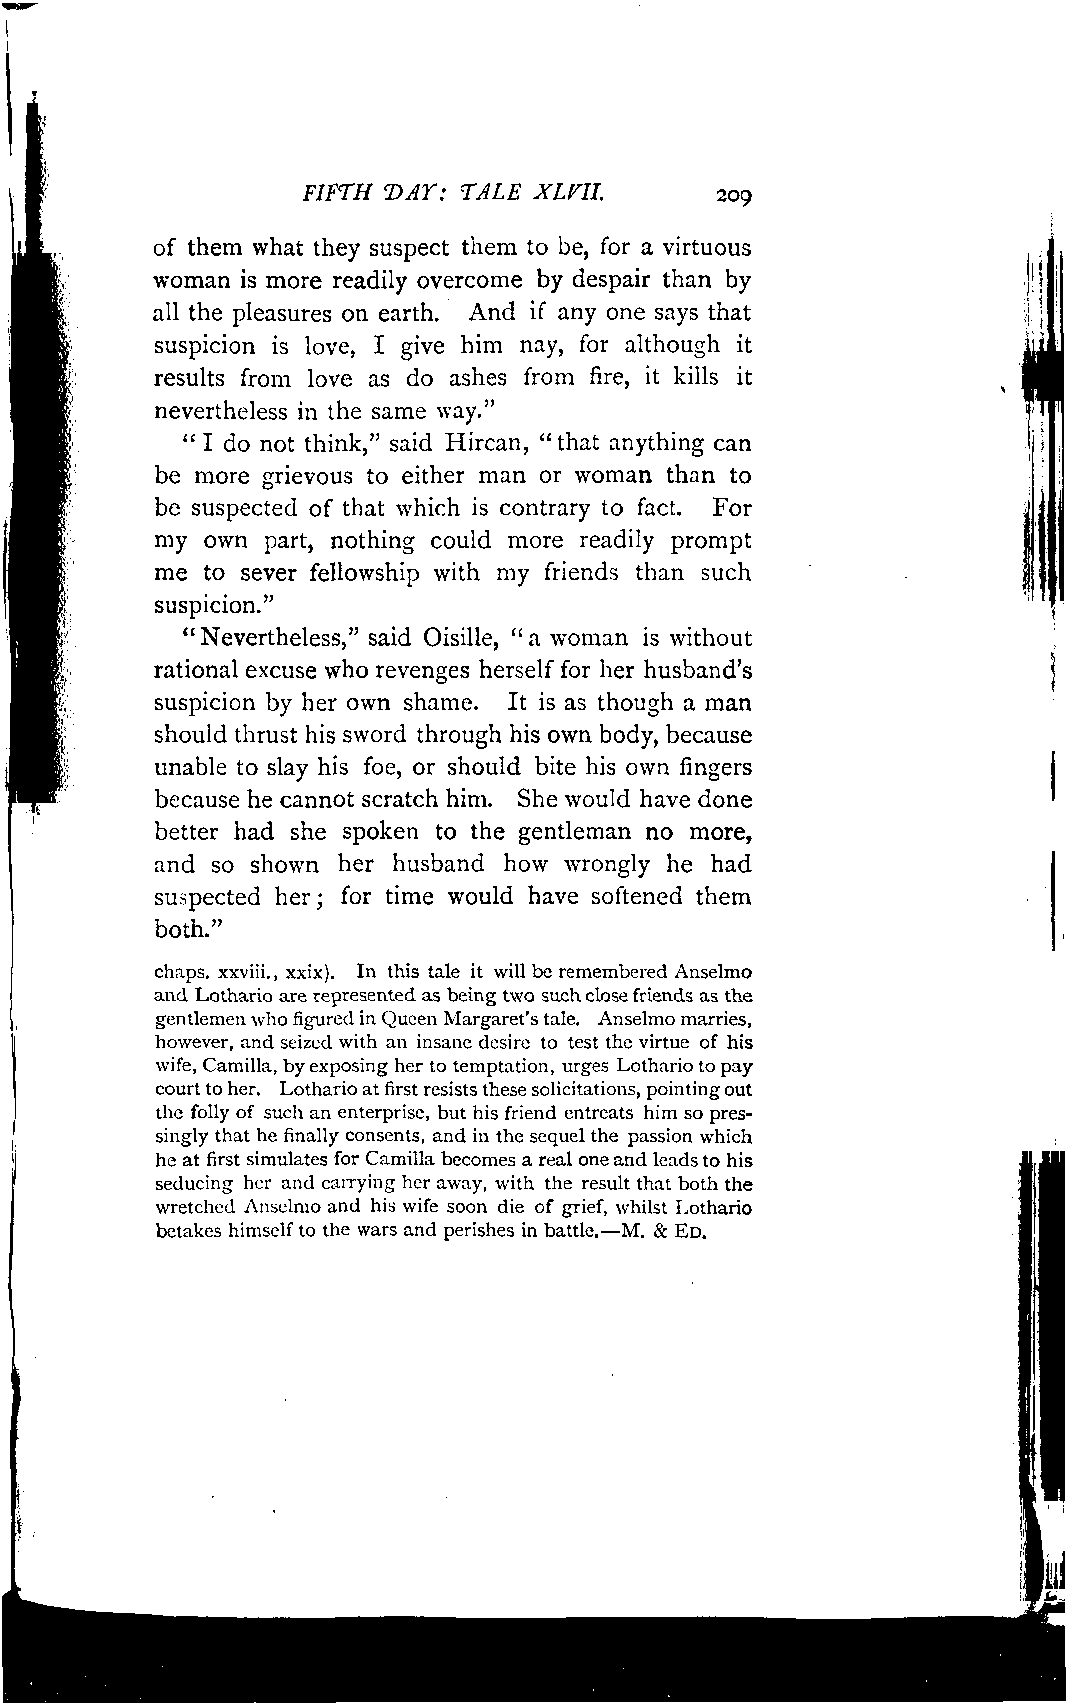 FIFTH DAY: TALE XLVII. 209
of them what they suspect them to be, for a virtuous
woman is more readily overcome by despair than by
all the pleasures on earth. And if any one says that
suspicion is love, I give him nay, for although it
results from love as do ashes from fire, it kills it
nevertheless in the same way.”
“I do not think,” said Hircan, “that anything can
be more grievous to either man or woman than to
be suspected of that which is contrary to fact. For
my own part, nothing could more readily prompt
me to sever fellowship with my friends than such
suspicion.”
“Nevertheless,” said Oisille, “a woman is without
rational excuse who revenges herself for her husband's
suspicion by her own shame. It is as though a man
should thrust his sword through his own body, because
unable to slay his foe, or should bite his own fingers
because he cannot scratch him. She would have done
better had she spoken to the gentleman no more,
and so shown her husband how wrongly he had
suspected her; for time would have softened them
both.”
chaps. xxviii., xxix). In this tale it will be remembered Anselmo
and Lothario are represented as being two such close friends as the
gentlemen who figured in Queen Margaret's tale. Anselmo marries,
however, and seized with an insane desire to test the virtue of his
wife, Camilla, by exposing her to temptation, urges Lothario to pay
court to her. Lothario at first resists these solicitations, pointing out
the folly of such an enterprise, but his friend entreats him so pres-
singly that he finally consents, and in the sequel the passion which
he at first simulates for Camilla becomes a real one and leads to his
seducing her and carrying her away, with the result that both the
wretched Anselmo and his wife soon die of grief, whilst Lothario
betakes himself to the wars and perishes in battle.—M. & ED.